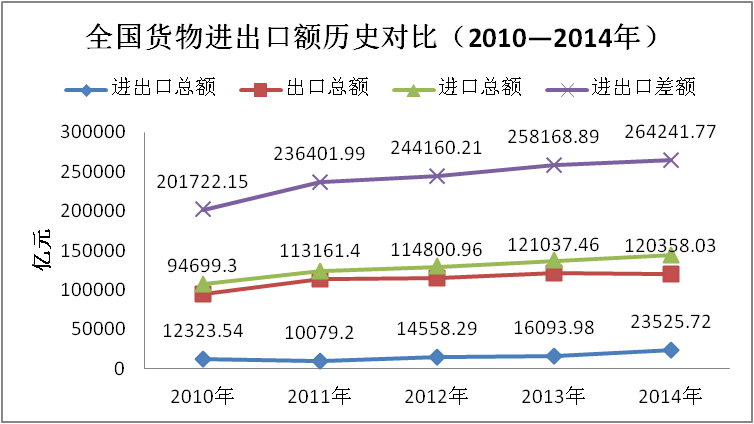 全国货物进出口额历史对比（2010—2014年）
进出口总额 出口总额 进口总额 进出口差额
亿元
300000
250000
200000
150000
100000
50000
0
201722.15 236401.99 244160.21 258168.89 264241.77
94699.3 113161.4 114800.96 121037.46 120358.03
12323.54 10079.2 14558.29 16093.98 23525.72
2010年 2011年 2012年 2013年 2014年